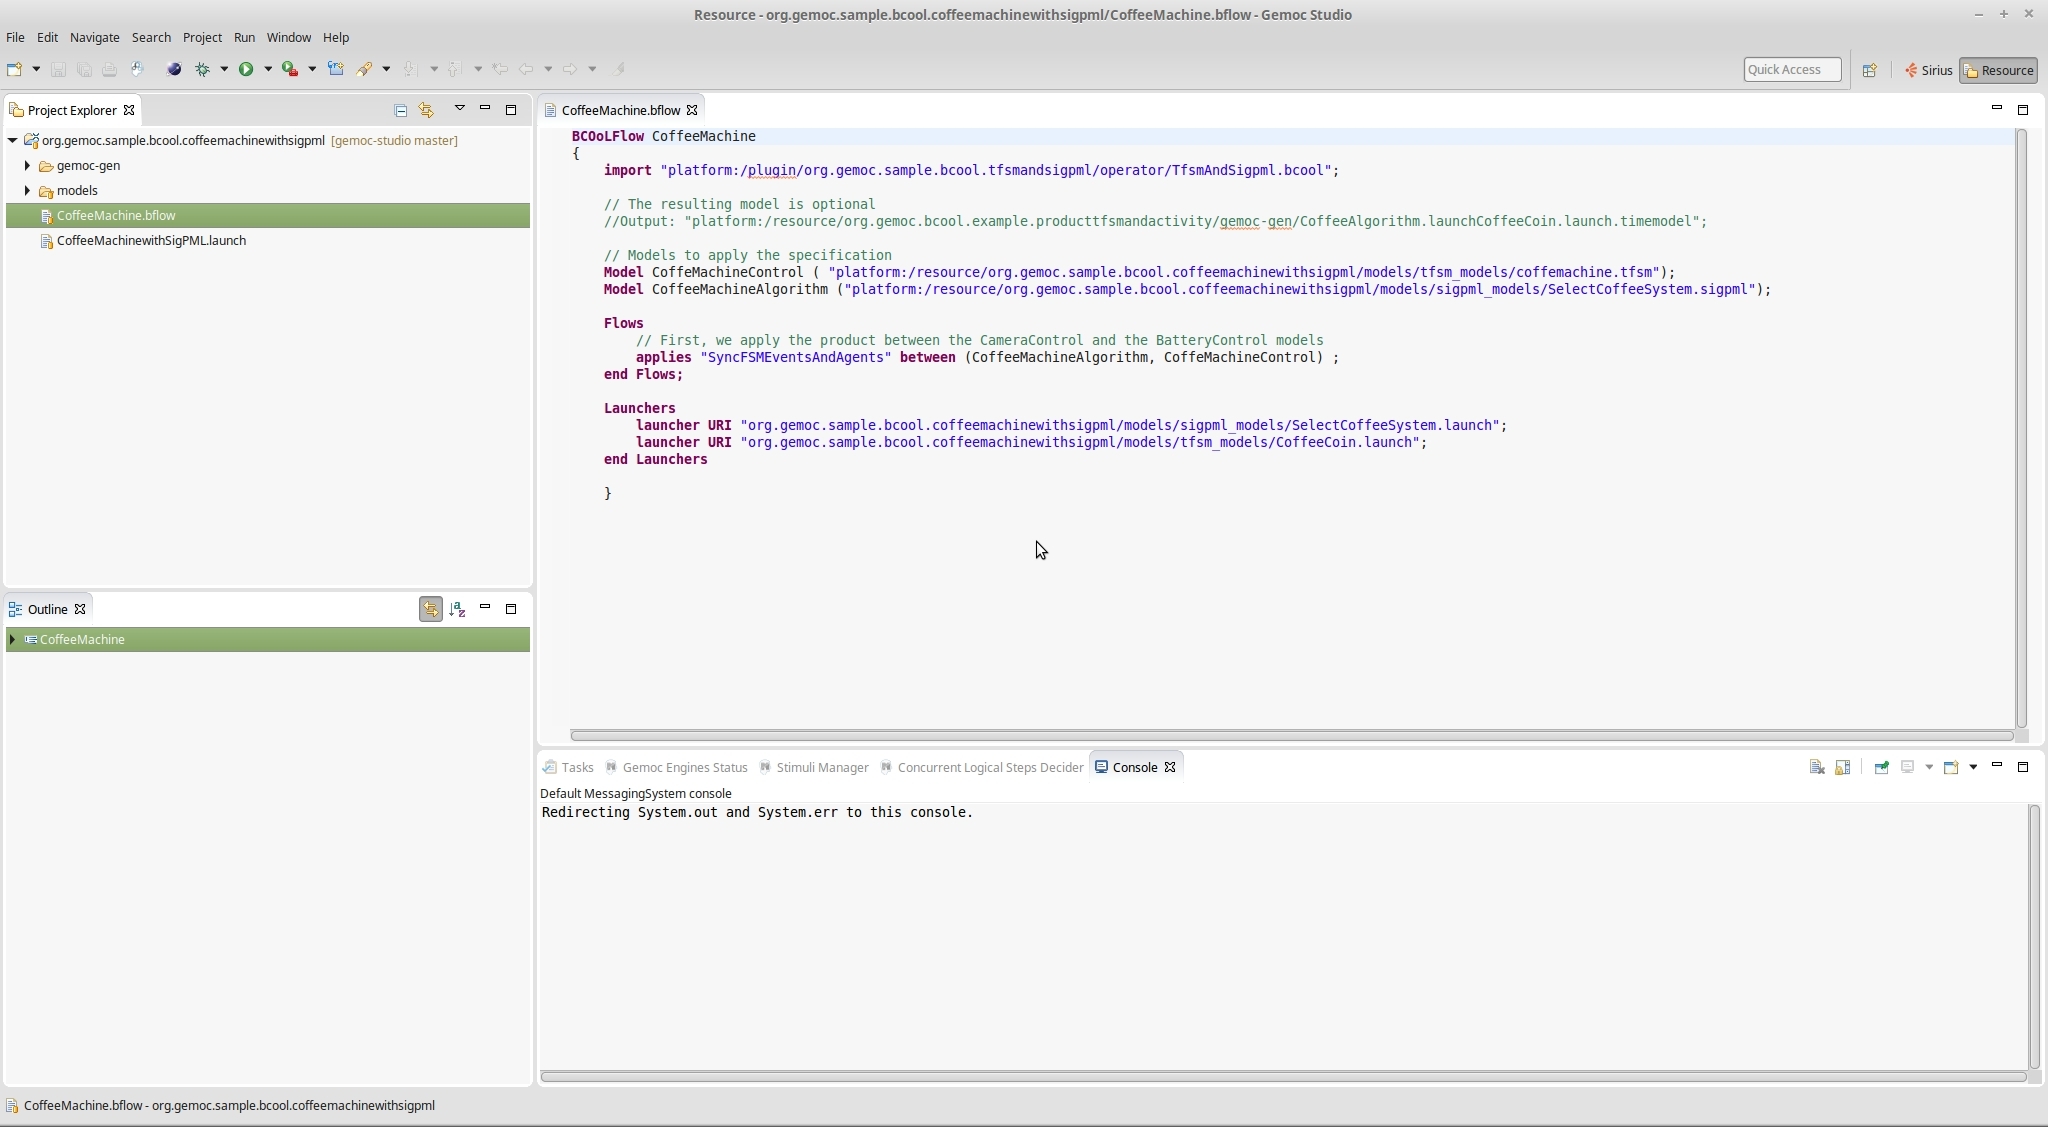 Resource - org.gemoc.sample.bcool.coffeemachinewithsigpml/CoffeeMachine.bflow - Gemoc Studio
File Edit Navigate Search Project Run Window Help
Quick Access
Sirius
Resource
Project Explorer
org.gemoc.sample.bcool.coffeemachinewithsigpml [gemoc-studio master]
gemoc-gen
models
CoffeeMachine.bflow
CoffeeMachinewithSigPML.launch
Outline
CoffeeMachine
CoffeeMachine.bflow
BCOoLFlow CoffeeMachine
{
import "platform:/plugin/org.gemoc.sample.bcool.tfsmandsigpml/operator/TfsmAndSigpml.bcool";
// The resulting model is optional
//Output: "platform:/resource/org.gemoc.bcool.example.producttfsmandactivity/gemoc-gen/CoffeeAlgorithm.launchCoffeeCoin.launch.timemodel";
// Models to apply the specification
Model CoffeMachineControl ( "platform:/resource/org.gemoc.sample.bcool.coffeemachinewithsigpml/models/tfsm_models/coffemachine.tfsm");
Model CoffeeMachineAlgorithm ("platform:/resource/org.gemoc.sample.bcool.coffeemachinewithsigpml/models/sigpml_models/SelectCoffeeSystem.sigpml");
Flows
// First, we apply the product between the CameraControl and the BatteryControl models
applies "SyncFSMEventsAndAgents" between (CoffeeMachineAlgorithm, CoffeMachineControl) ;
end Flows;
Launchers
launcher URI "org.gemoc.sample.bcool.coffeemachinewithsigpml/models/sigpml_models/SelectCoffeeSystem.launch";
launcher URI "org.gemoc.sample.bcool.coffeemachinewithsigpml/models/tfsm_models/CoffeeCoin.launch";
end Launchers
}
Tasks Gemoc Engines Status Stimuli Manager Concurrent Logical Steps Decider Console
Default MessagingSystem console
Redirecting System.out and System.err to this console.
CoffeeMachine.bflow - org.gemoc.sample.bcool.coffeemachinewithsigpml